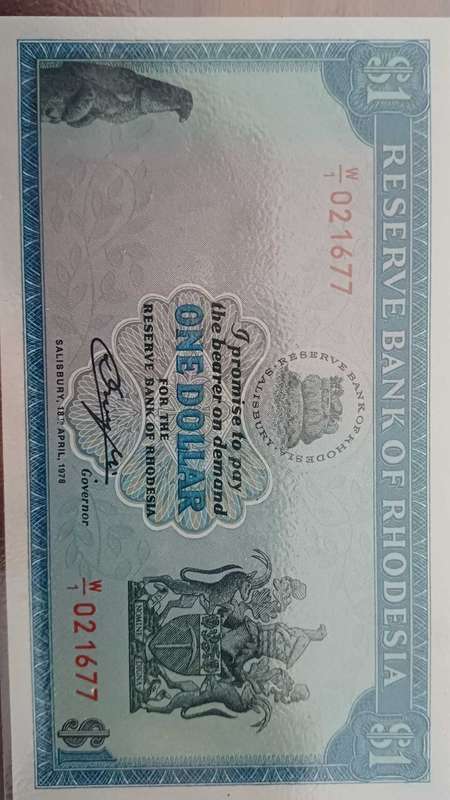 $1 RESERVE BANK OF RHODESIA $1
W/1 021677
SALISBURY. RESERVE BANK OF RHODESIA.
I promise to pay
the bearer on demand
ONE DOLLAR
FOR THE
RESERVE BANK OF RHODESIA
Governor
SALISBURY, 18TH APRIL, 1978
W/1 021677
$1